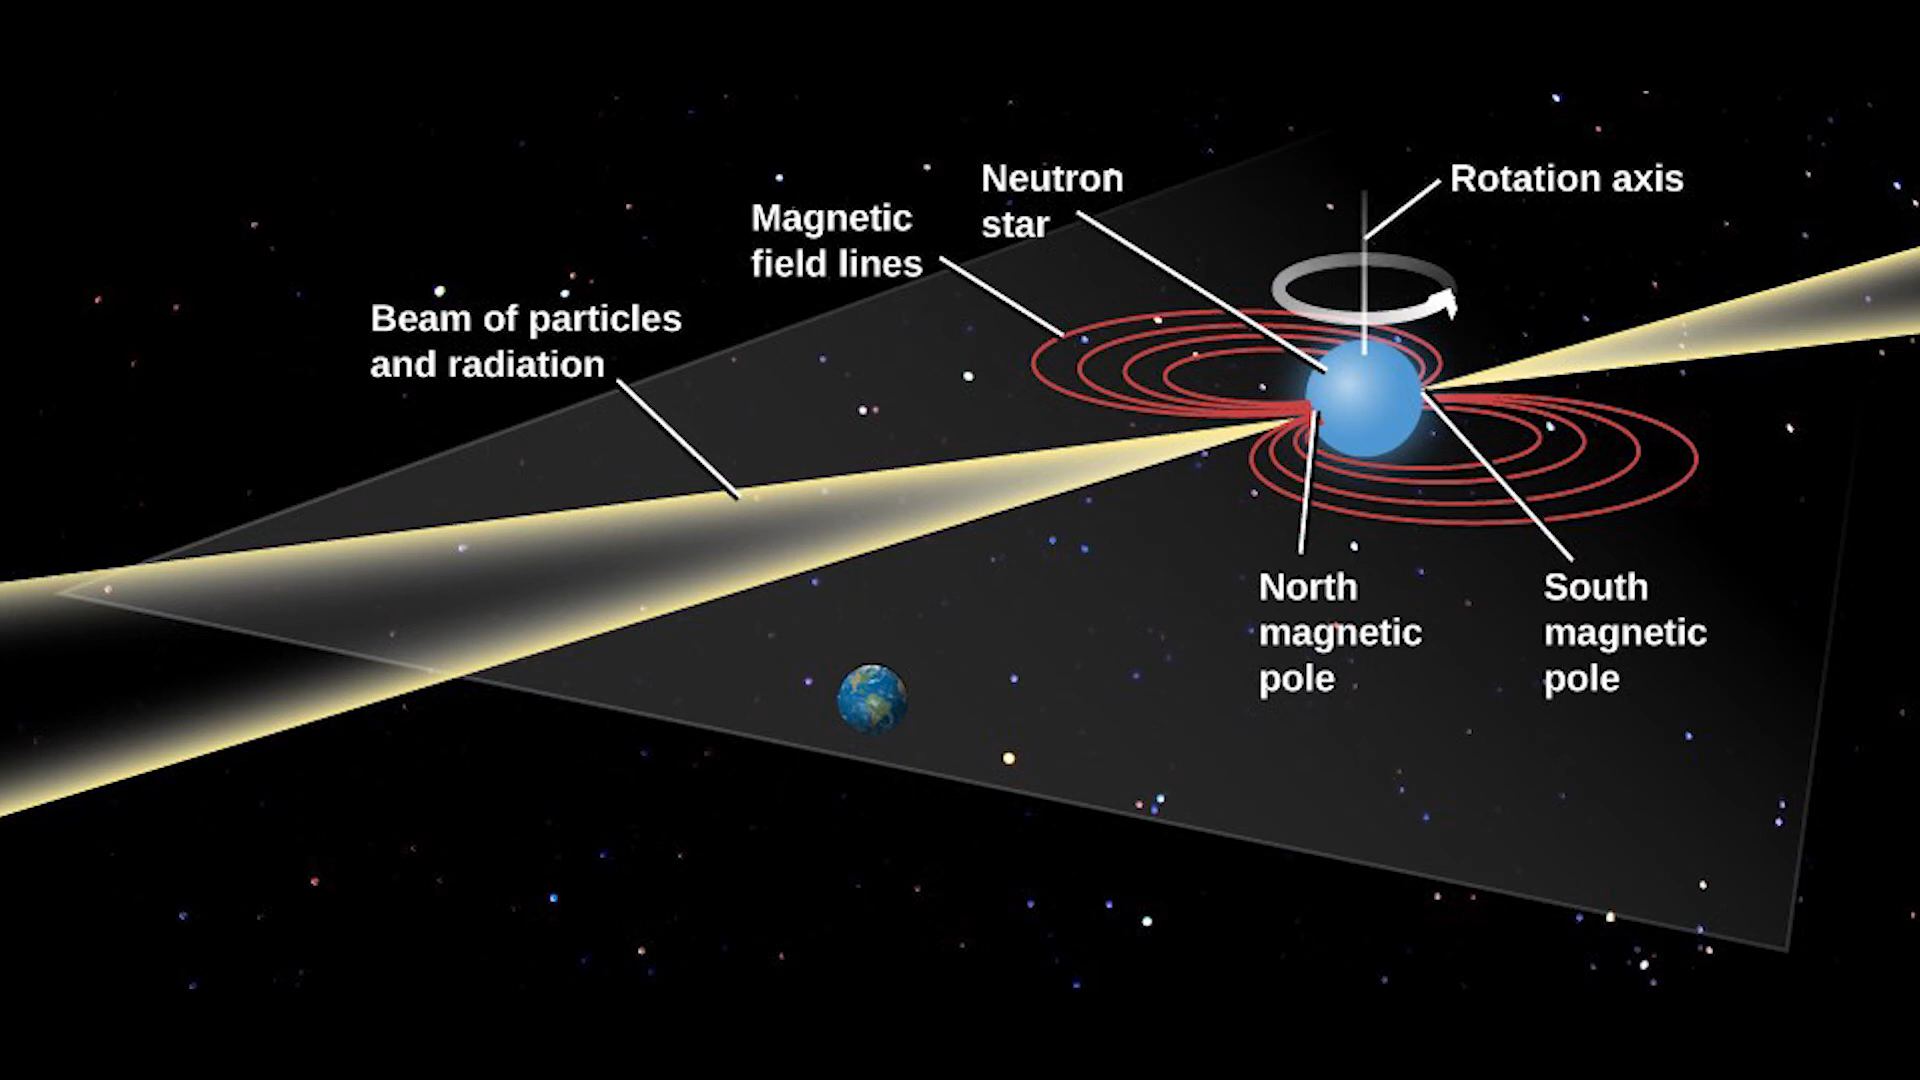 Neutron
star
Rotation axis
Magnetic
field lines
Beam of particles
and radiation
North
magnetic
pole
South
magnetic
pole